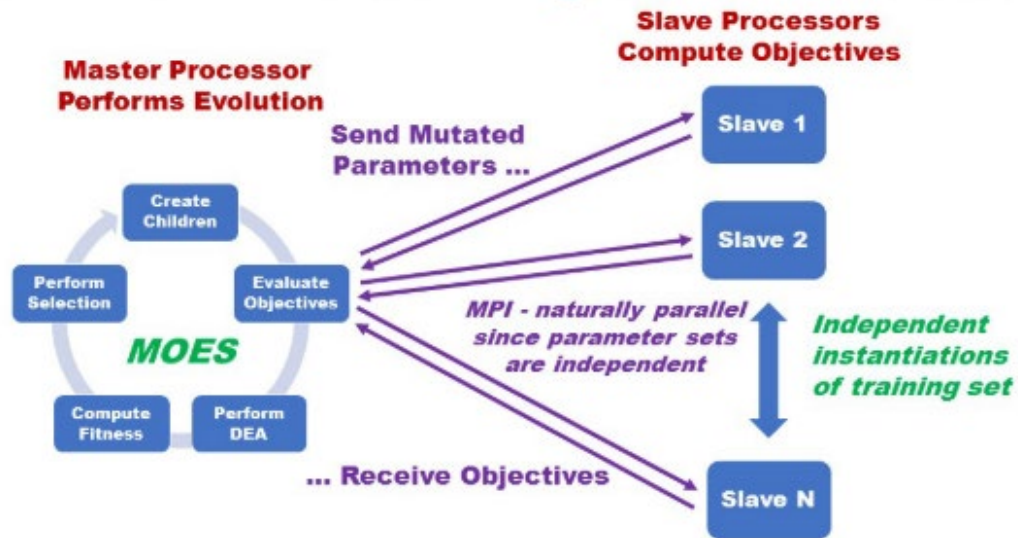 Slave Processors
Compute Objectives
Master Processor
Performs Evolution
Slave 1
Send Mutated
Parameters ...
Create
Children
Slave 2
Perform
Selection
Evaluate
Objectives
MPI - naturally parallel
since parameter sets
are independent
Independent
instantiations
of training set
MOES
Compute
Fitness
Perform
DEA
... Receive Objectives
Slave N